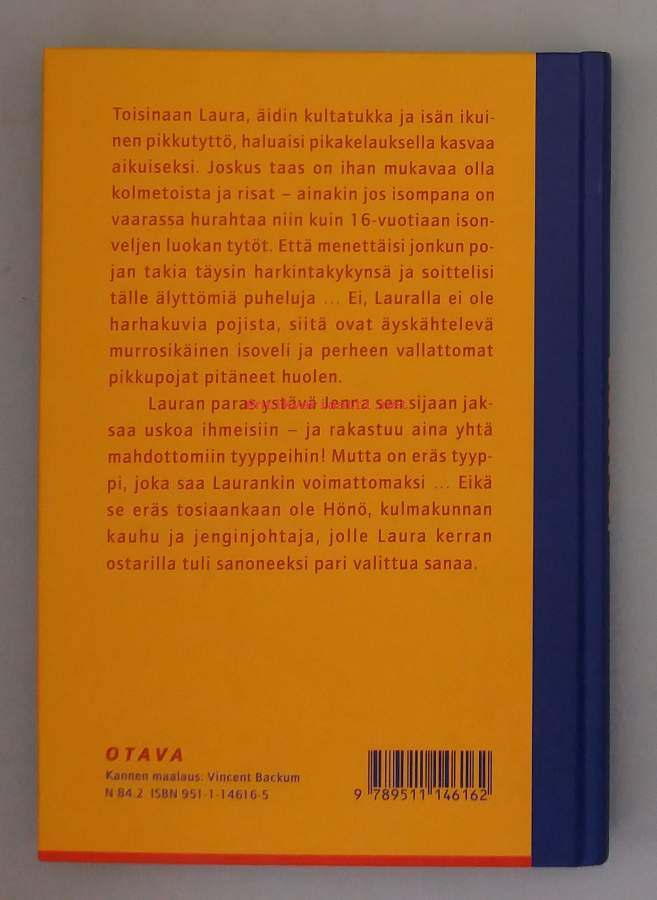 Toisinaan Laura, äidin kultatukka ja isän ikui-
nen pikkutyttö, haluaisi pikakelauksella kasvaa
aikuiseksi. Joskus taas on ihan mukavaa olla
kolmetoista ja risat – ainakin jos isompana on
vaarassa hurahtaa niin kuin 16-vuotiaan ison-
veljen luokan tytöt. Että menettäisi jonkun po-
jan takia täysin harkintakykynsä ja soittelisi
tälle älyttömiä puheluja ... Ei, Lauralla ei ole
harhakuvia pojista, siitä ovat äyskähtelevä
murrosikäinen isoveli ja perheen vallattomat
pikkupojat pitäneet huolen.
Lauran paras ystävä Jenna sen sijaan jak-
saa uskoa ihmeisiin – ja rakastuu aina yhtä
mahdottomiin tyyppeihin! Mutta on eräs tyyp-
pi, joka saa Laurankin voimattomaksi ... Eikä
se eräs tosiaankaan ole Hönö, kulmakunnan
kauhu ja jenginjohtaja, jolle Laura kerran
ostarilla tuli sanoneeksi pari valittua sanaa.
OTAVA
Kannen maalaus: Vincent Backum
N 84.2 ISBN 951-1-14616-5
9 789511 146162